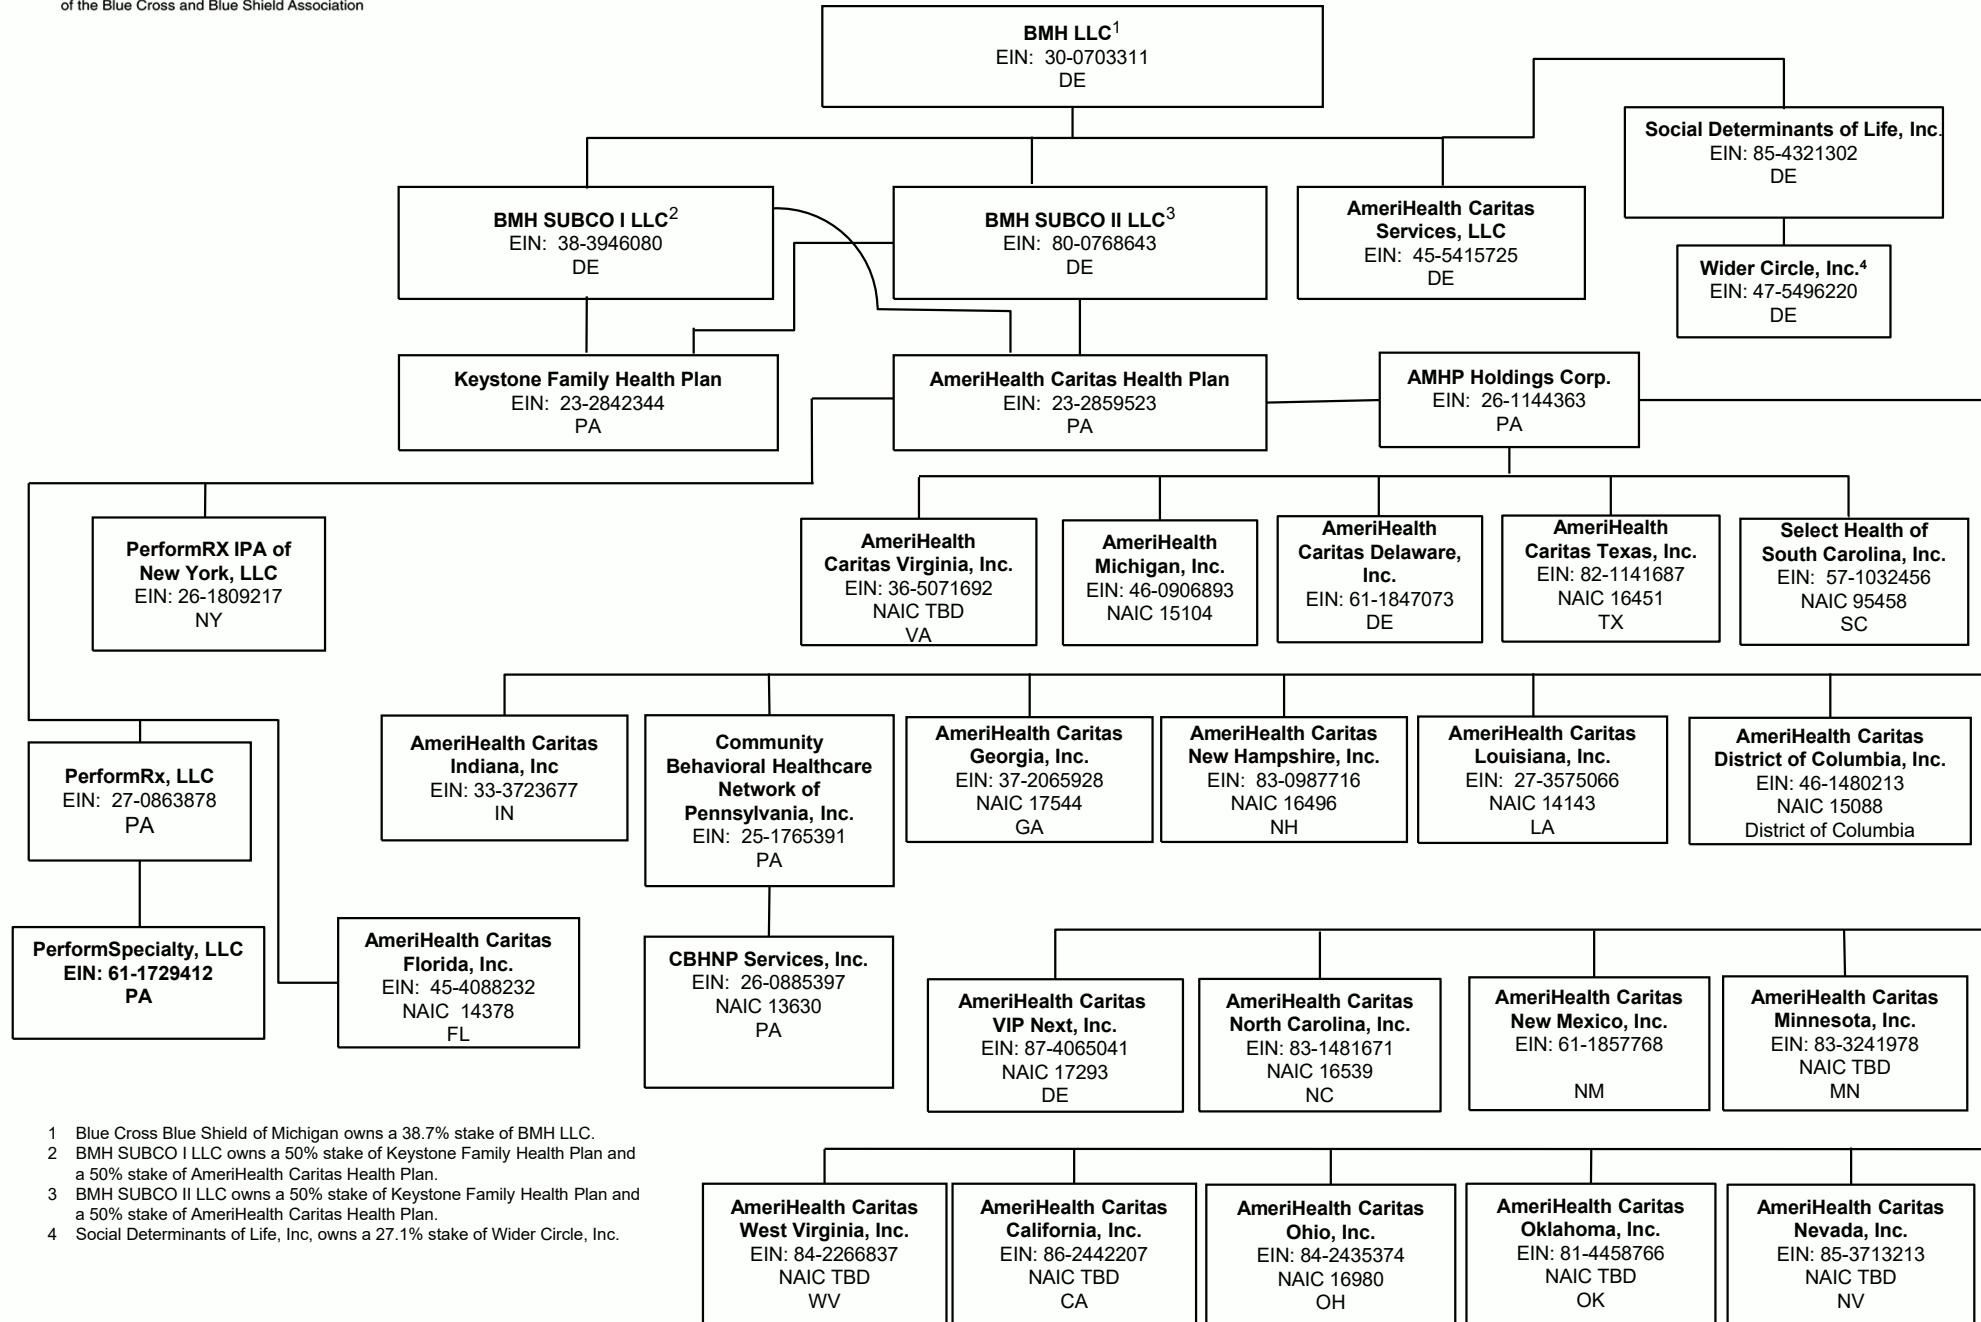 of the Blue Cross and Blue Shield Association
BMH LLC1
EIN: 30-0703311
DE
Social Determinants of Life, Inc.
EIN: 85-4321302
DE
BMH SUBCO I LLC2
EIN: 38-3946080
DE
BMH SUBCO II LLC3
EIN: 80-0768643
DE
AmeriHealth Caritas
Services, LLC
EIN: 45-5415725
DE
Wider Circle, Inc.4
EIN: 47-5496220
DE
Keystone Family Health Plan
EIN: 23-2842344
PA
AmeriHealth Caritas Health Plan
EIN: 23-2859523
PA
AMHP Holdings Corp.
EIN: 26-1144363
PA
PerformRX IPA of
New York, LLC
EIN: 26-1809217
NY
AmeriHealth
Caritas Virginia, Inc.
EIN: 36-5071692
NAIC TBD
VA
AmeriHealth
Michigan, Inc.
EIN: 46-0906893
NAIC 15104
AmeriHealth
Caritas Delaware,
Inc.
EIN: 61-1847073
DE
AmeriHealth
Caritas Texas, Inc.
EIN: 82-1141687
NAIC 16451
TX
Select Health of
South Carolina, Inc.
EIN: 57-1032456
NAIC 95458
SC
PerformRx, LLC
EIN: 27-0863878
PA
AmeriHealth Caritas
Indiana, Inc
EIN: 33-3723677
IN
Community
Behavioral Healthcare
Network of
Pennsylvania, Inc.
EIN: 25-1765391
PA
AmeriHealth Caritas
Georgia, Inc.
EIN: 37-2065928
NAIC 17544
GA
AmeriHealth Caritas
New Hampshire, Inc.
EIN: 83-0987716
NAIC 16496
NH
AmeriHealth Caritas
Louisiana, Inc.
EIN: 27-3575066
NAIC 14143
LA
AmeriHealth Caritas
District of Columbia, Inc.
EIN: 46-1480213
NAIC 15088
District of Columbia
PerformSpecialty, LLC
EIN: 61-1729412
PA
AmeriHealth Caritas
Florida, Inc.
EIN: 45-4088232
NAIC 14378
FL
CBHNP Services, Inc.
EIN: 26-0885397
NAIC 13630
PA
AmeriHealth Caritas
VIP Next, Inc.
EIN: 87-4065041
NAIC 17293
DE
AmeriHealth Caritas
North Carolina, Inc.
EIN: 83-1481671
NAIC 16539
NC
AmeriHealth Caritas
New Mexico, Inc.
EIN: 61-1857768
NM
AmeriHealth Caritas
Minnesota, Inc.
EIN: 83-3241978
NAIC TBD
MN
1 Blue Cross Blue Shield of Michigan owns a 38.7% stake of BMH LLC.
2 BMH SUBCO I LLC owns a 50% stake of Keystone Family Health Plan and
a 50% stake of AmeriHealth Caritas Health Plan.
3 BMH SUBCO II LLC owns a 50% stake of Keystone Family Health Plan and
a 50% stake of AmeriHealth Caritas Health Plan.
4 Social Determinants of Life, Inc, owns a 27.1% stake of Wider Circle, Inc.
AmeriHealth Caritas
West Virginia, Inc.
EIN: 84-2266837
NAIC TBD
WV
AmeriHealth Caritas
California, Inc.
EIN: 86-2442207
NAIC TBD
CA
AmeriHealth Caritas
Ohio, Inc.
EIN: 84-2435374
NAIC 16980
OH
AmeriHealth Caritas
Oklahoma, Inc.
EIN: 81-4458766
NAIC TBD
OK
AmeriHealth Caritas
Nevada, Inc.
EIN: 85-3713213
NAIC TBD
NV